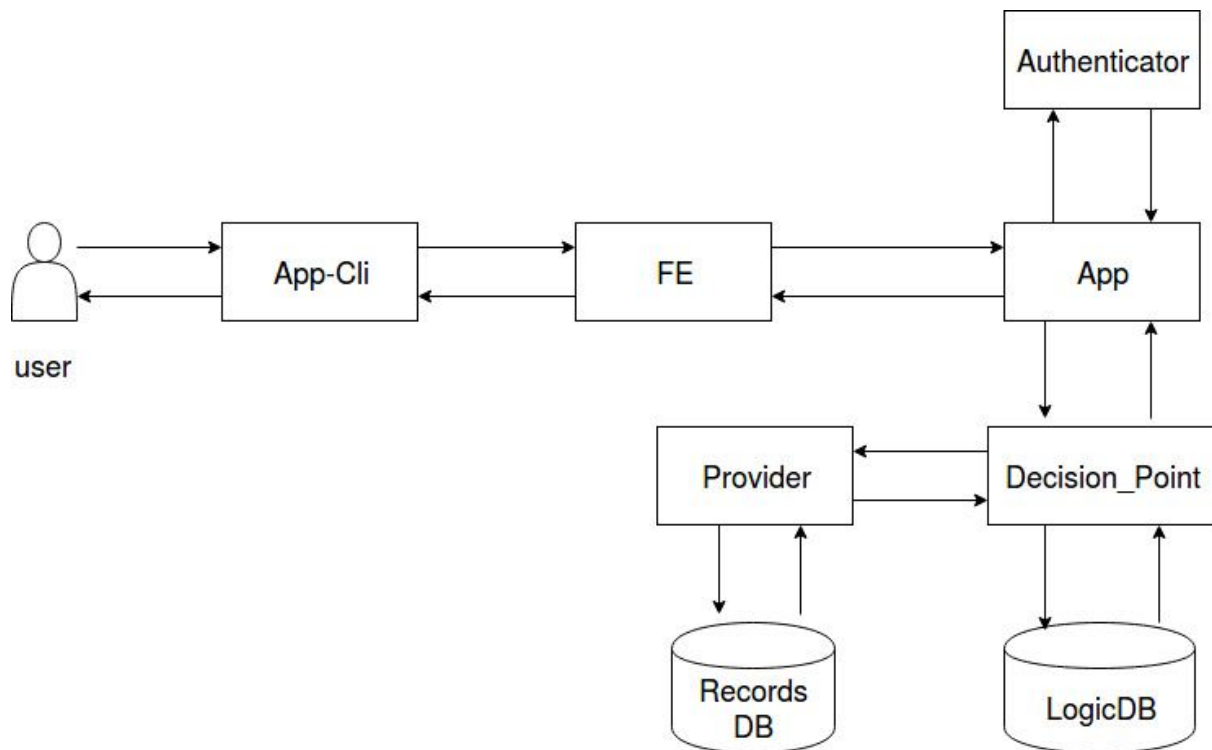 Authenticator
App-Cli
FE
App
user
Provider
Decision_Point
Records
DB
LogicDB